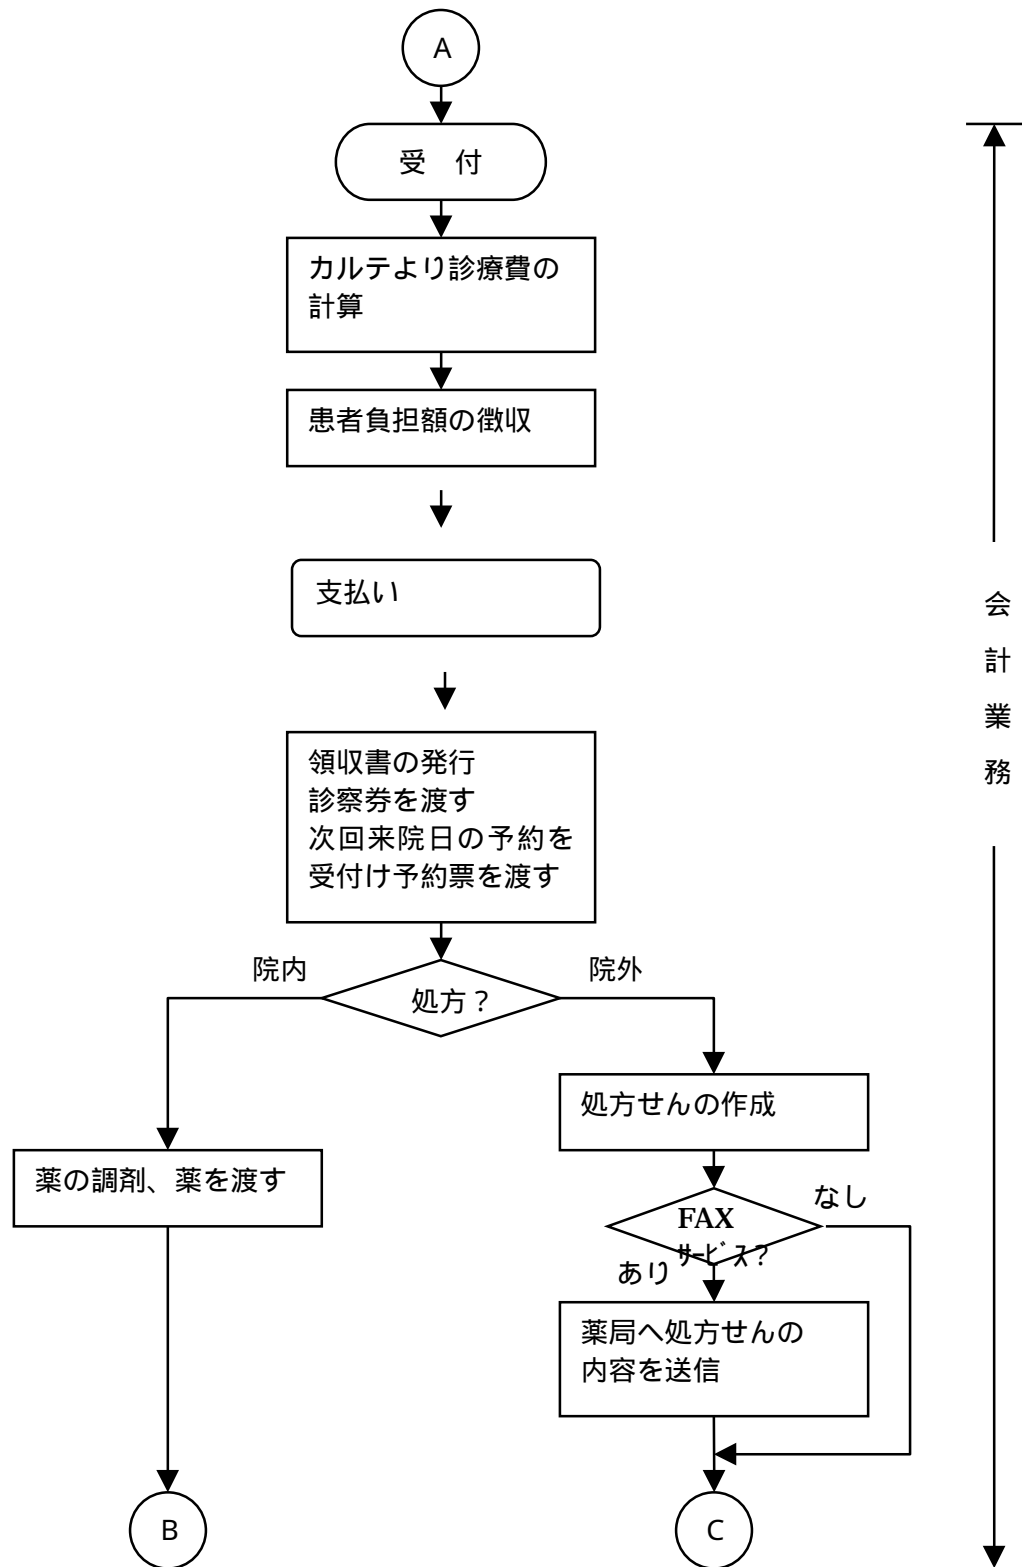 A
受　付
カルテより診療費の
計算
患者負担額の徴収
支払い
領収書の発行
診察券を渡す
次回来院日の予約を
受付け予約票を渡す
院内
処方？
院外
処方せんの作成
薬の調剤、薬を渡す
FAX
ｻｰﾋﾞｽ？
なし
あり
薬局へ処方せんの
内容を送信
B
C
会
計
業
務